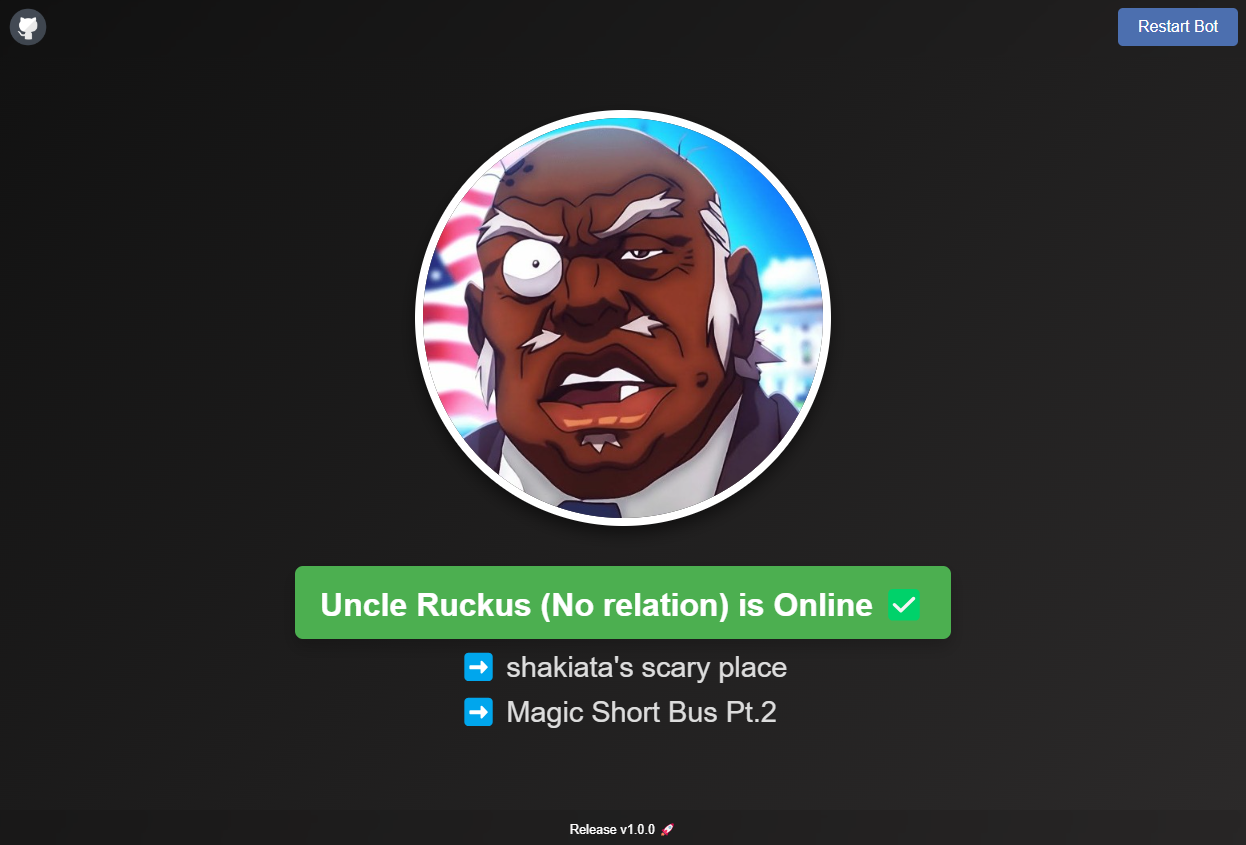 Restart Bot
Uncle Ruckus (No relation) is Online ✅
➡️ shakiata's scary place
➡️ Magic Short Bus Pt.2
Release v1.0.0 🚀